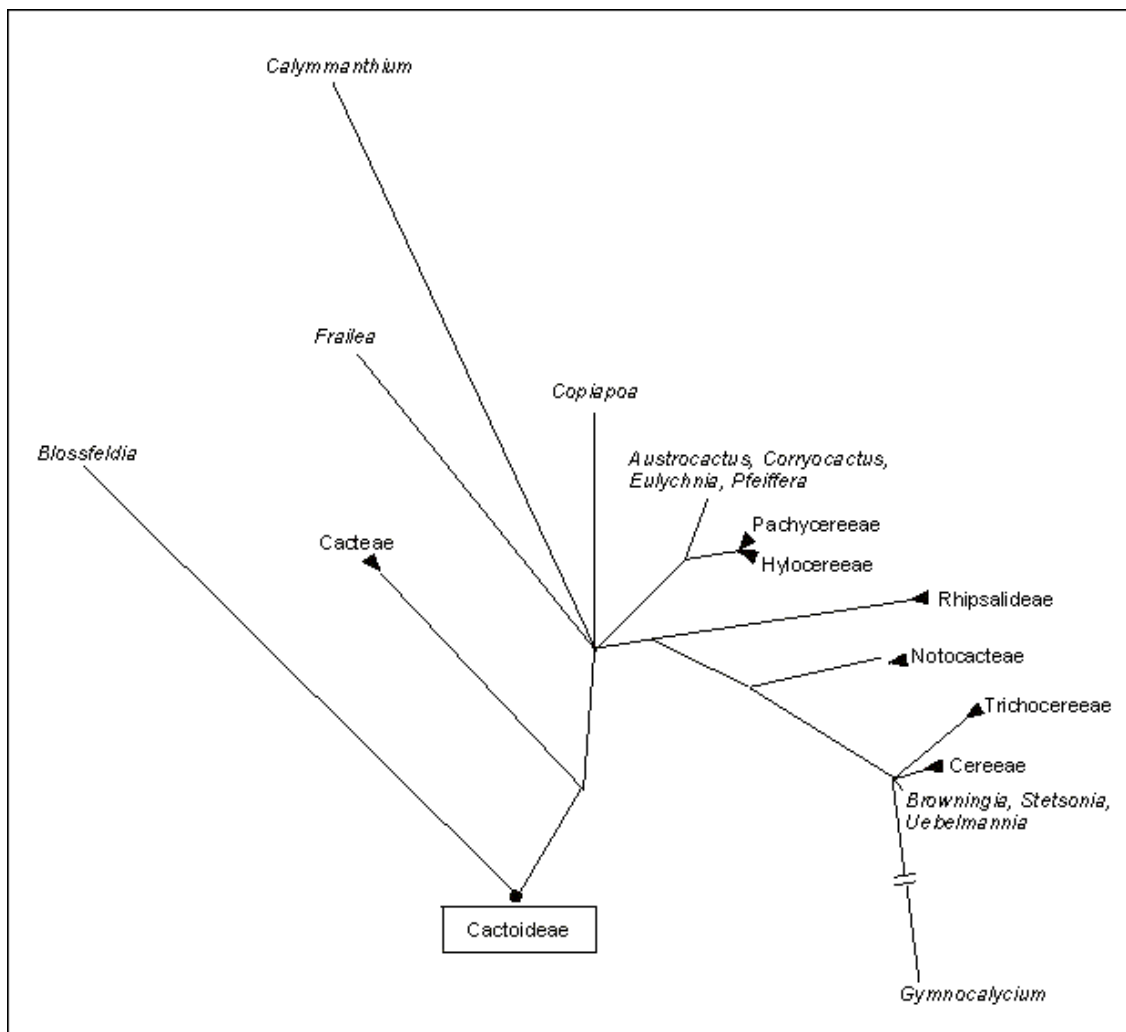 Calymmanthium
Frailea
Copiapoa
Blossfeldia
Austrocactus, Corryocactus,
Eulychnia, Pfeiffera
Pachycereeae
Cacteae
Hylocereeae
Rhipsalideae
Notocacteae
Trichocereeae
Cereeae
Browningia, Stetsonia,
Uebelmannia
Cactoideae
Gymnocalycium